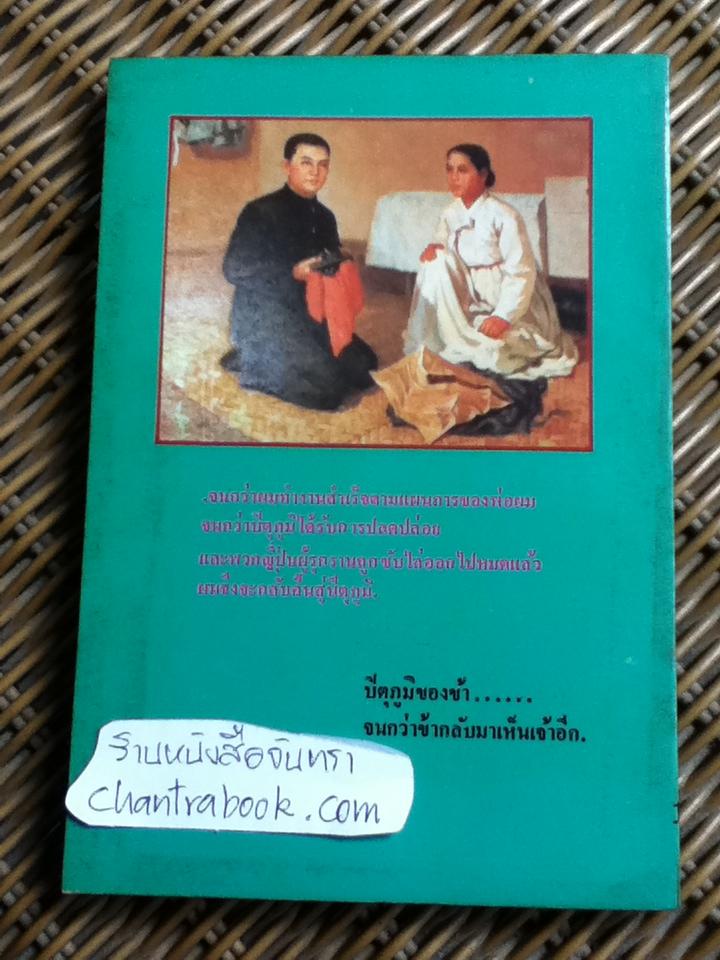 .จนกว่าผมทำงานสำเร็จตามแผนการของพ่อผม
จนกว่าปิตุภูมิได้รับการปลดปล่อย
และพวกญี่ปุ่นผู้รุกรานถูกขับไล่ออกไปหมดแล้ว
ผมจึงจะกลับคืนสู่ปิตุภูมิ.
ปิตุภูมิของข้า......
จนกว่าข้ากลับมาเห็นเจ้าอีก.
ร้านหนังสือจันทรา
chantrabook.com